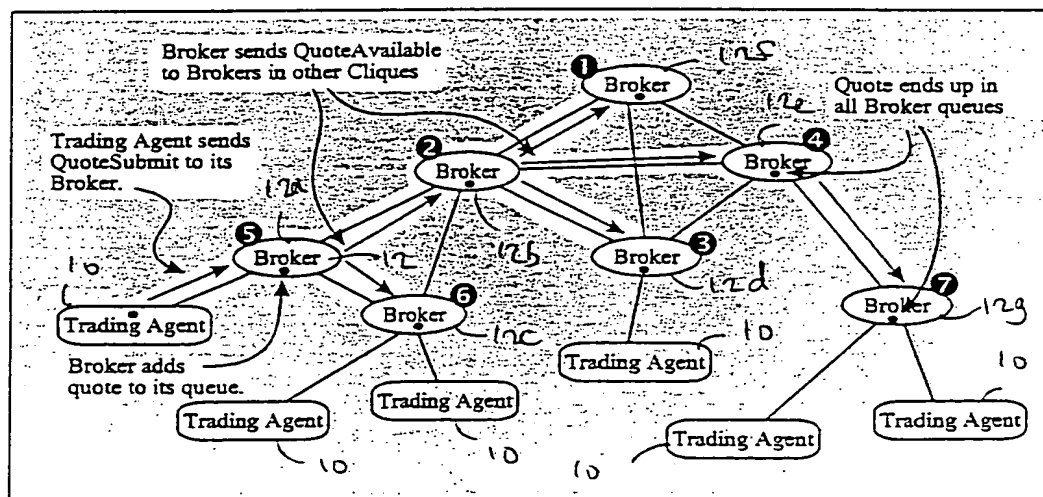 Broker sends QuoteAvailable
to Brokers in other Cliques
1
Broker
12f
Quote ends up in
all Broker queues
12e
4
Broker
Trading Agent sends
QuoteSubmit to its
Broker.
2
Broker
12b
12a
5
Broker
12
3
Broker
12d
10
Trading Agent
6
Broker
12c
7
Broker
12g
Broker adds
quote to its queue.
Trading Agent
10
Trading Agent
10
Trading Agent
10
Trading Agent
10
Trading Agent
10